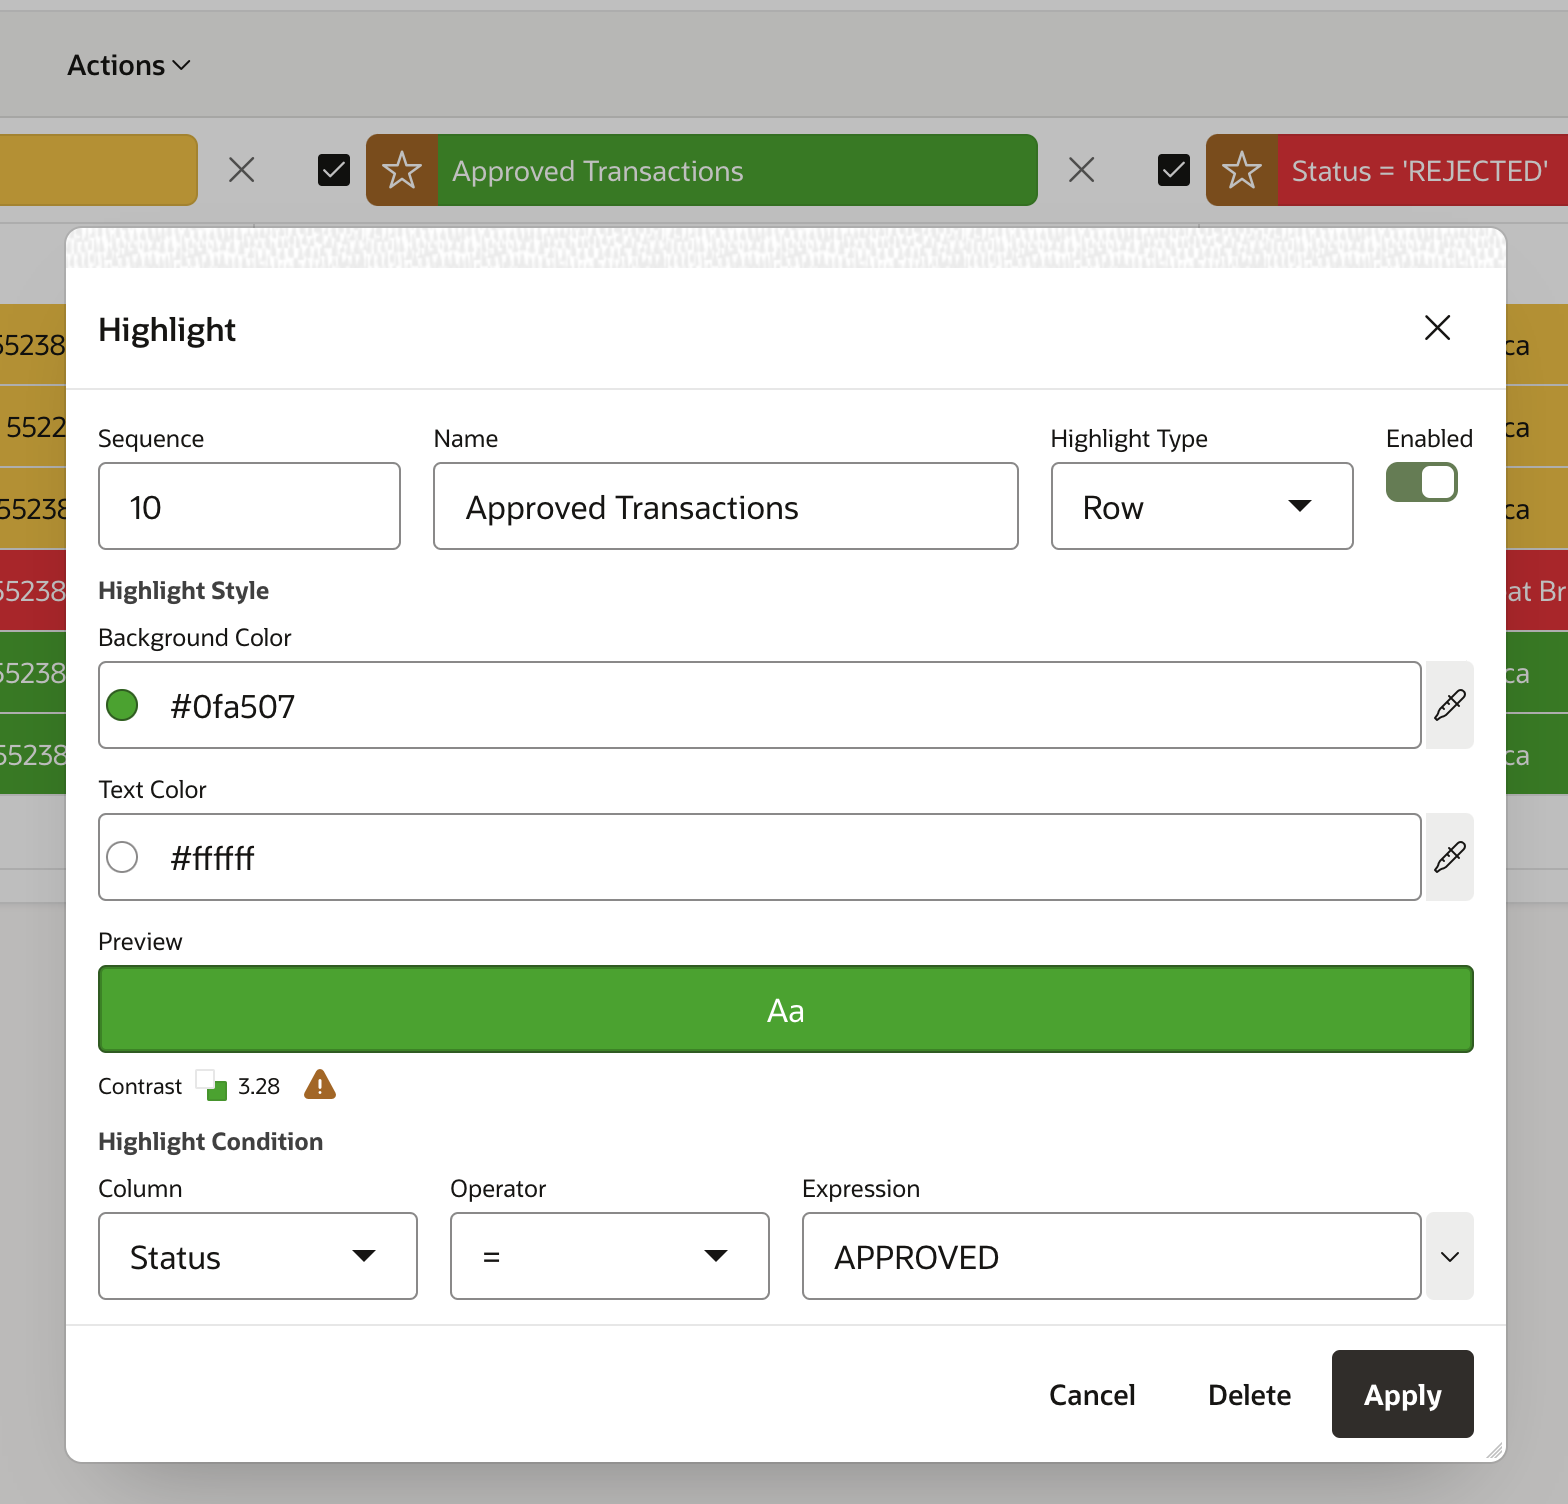 Actions
Approved Transactions
Status = 'REJECTED'
Highlight
Sequence
Name
Highlight Type
Enabled
10
Approved Transactions
Row
Highlight Style
Background Color
#0fa507
Text Color
#ffffff
Preview
Aa
Contrast 3.28
Highlight Condition
Column
Operator
Expression
Status
=
APPROVED
Cancel
Delete
Apply
55238
ca
5522
ca
55238
ca
55238
at Br
55238
ca
55238
ca